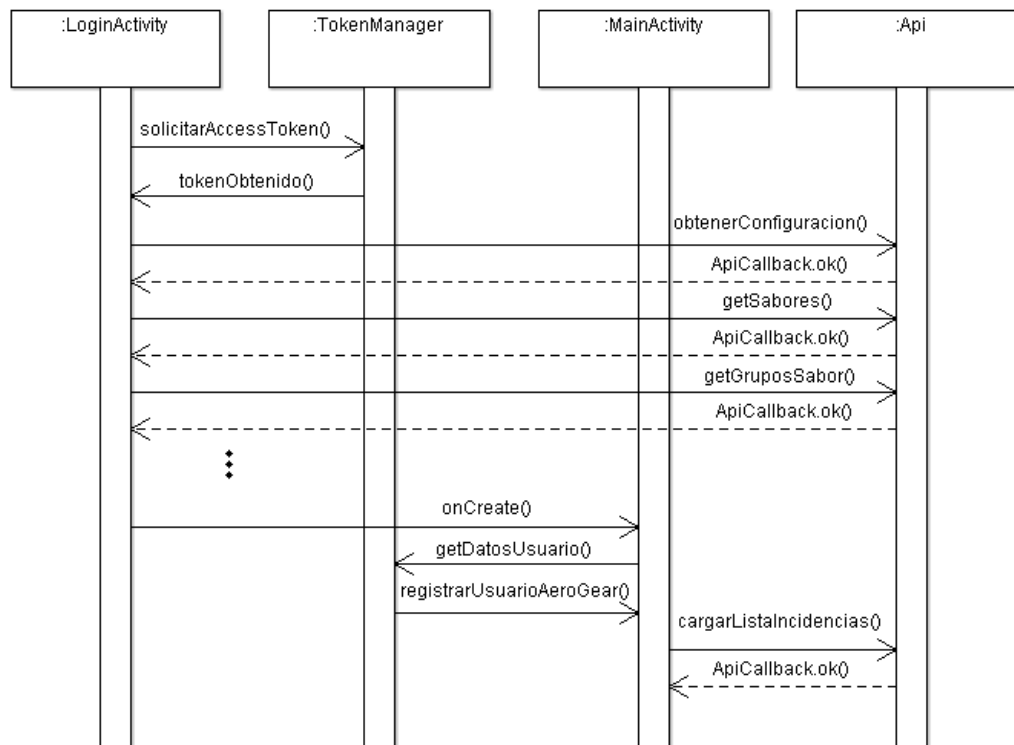 :LoginActivity
:TokenManager
:MainActivity
:Api
solicitarAccessToken()
tokenObtenido()
obtenerConfiguracion()
ApiCallback.ok()
getSabores()
ApiCallback.ok()
getGruposSabor()
ApiCallback.ok()
onCreate()
getDatosUsuario()
registrarUsuarioAeroGear()
cargarListaIncidencias()
ApiCallback.ok()